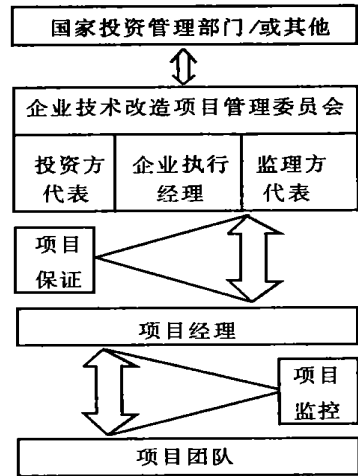 国家投资管理部门/或其他
企业技术改造项目管理委员会
投资方 企业执行 监理方
代表 经理 代表
项目
保证
项目经理
项目
监控
项目团队